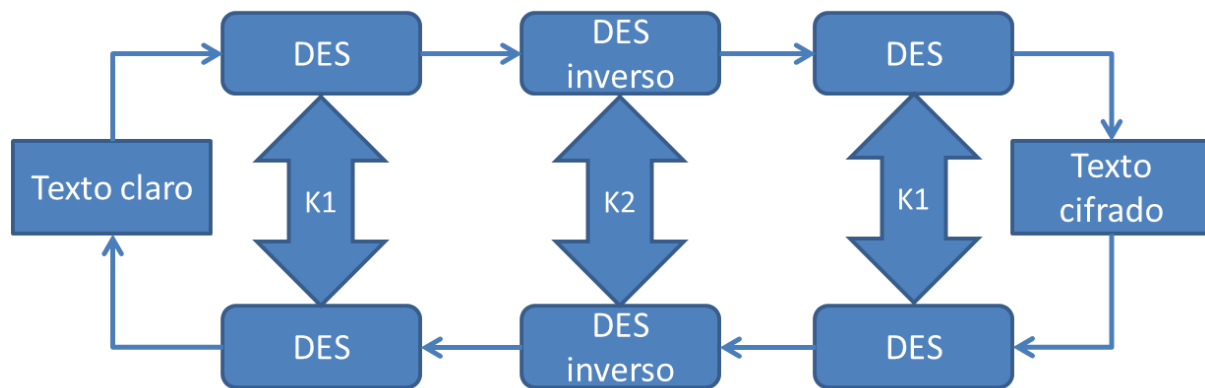 DES
DES
inverso
DES
Texto claro
K1
K2
K1
Texto
cifrado
DES
DES
inverso
DES